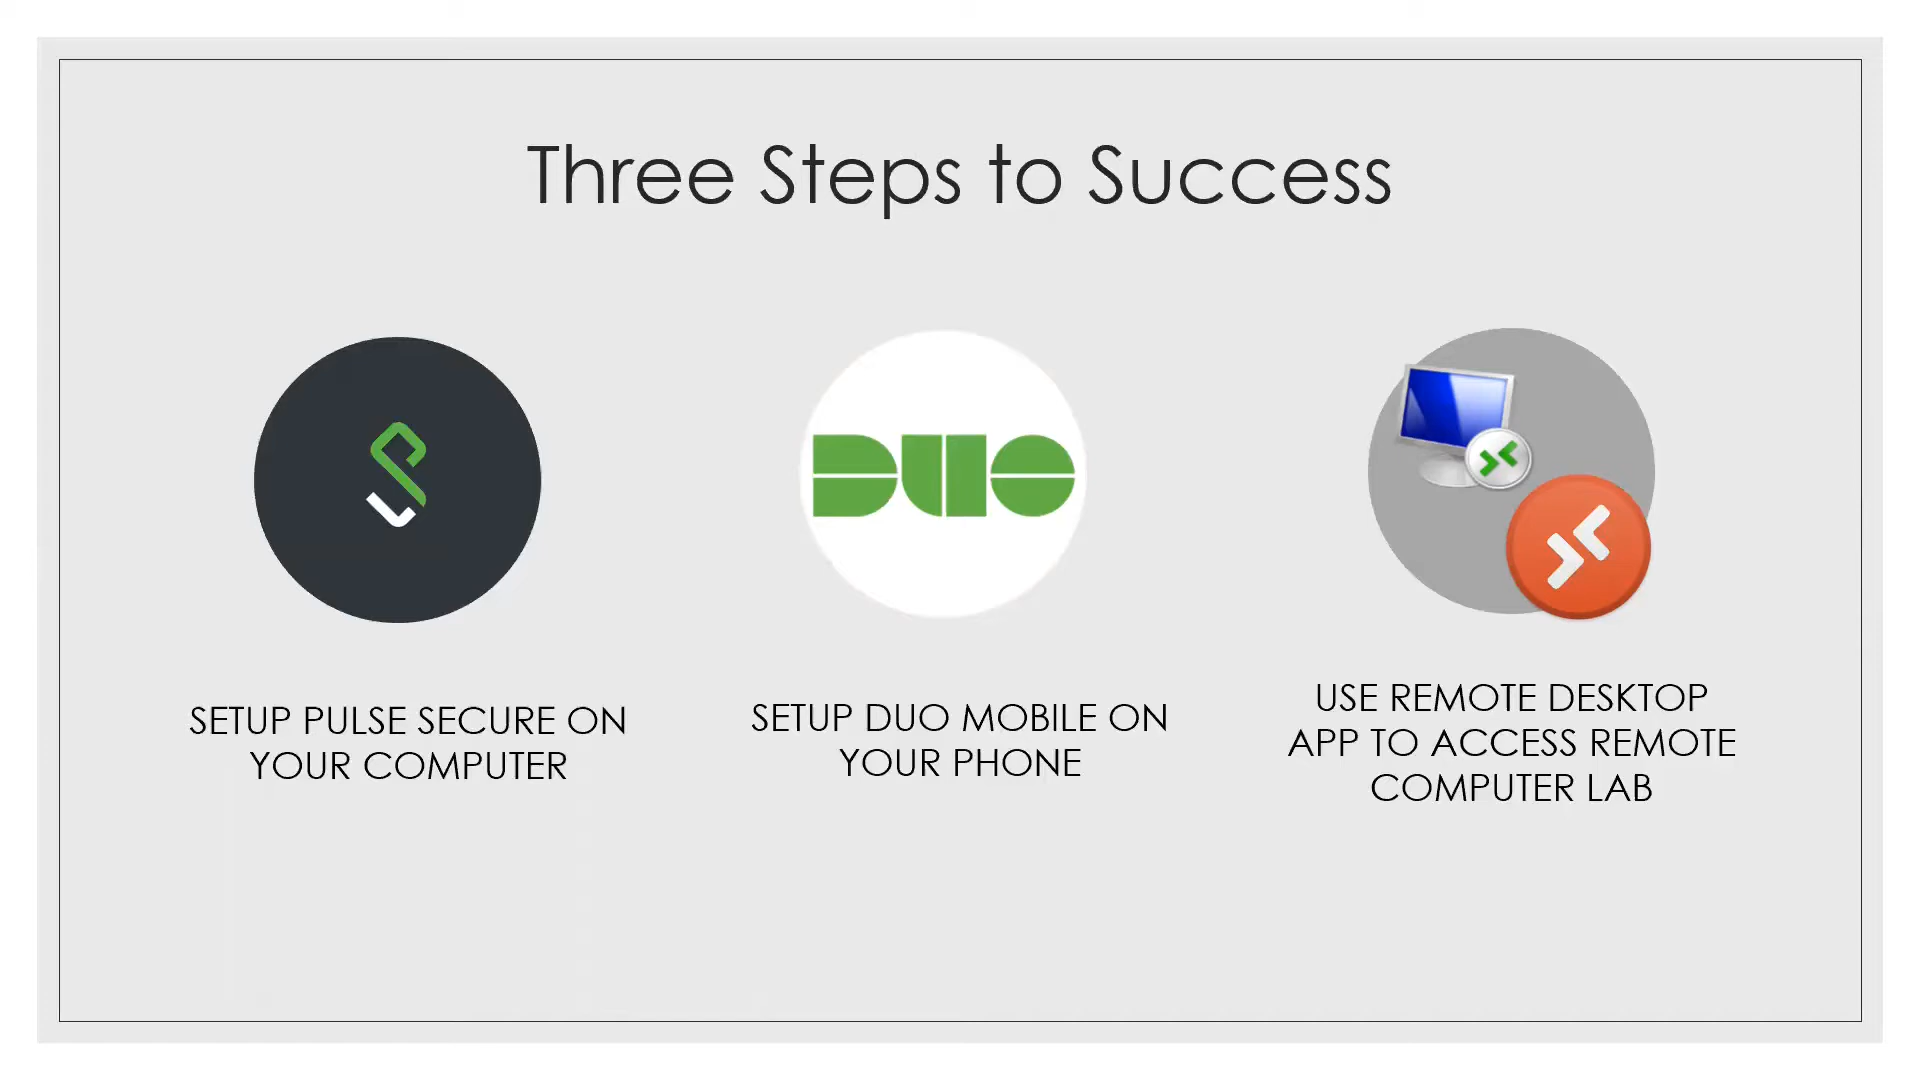 Three Steps to Success
DUO
SETUP PULSE SECURE ON
YOUR COMPUTER
SETUP DUO MOBILE ON
YOUR PHONE
USE REMOTE DESKTOP
APP TO ACCESS REMOTE
COMPUTER LAB